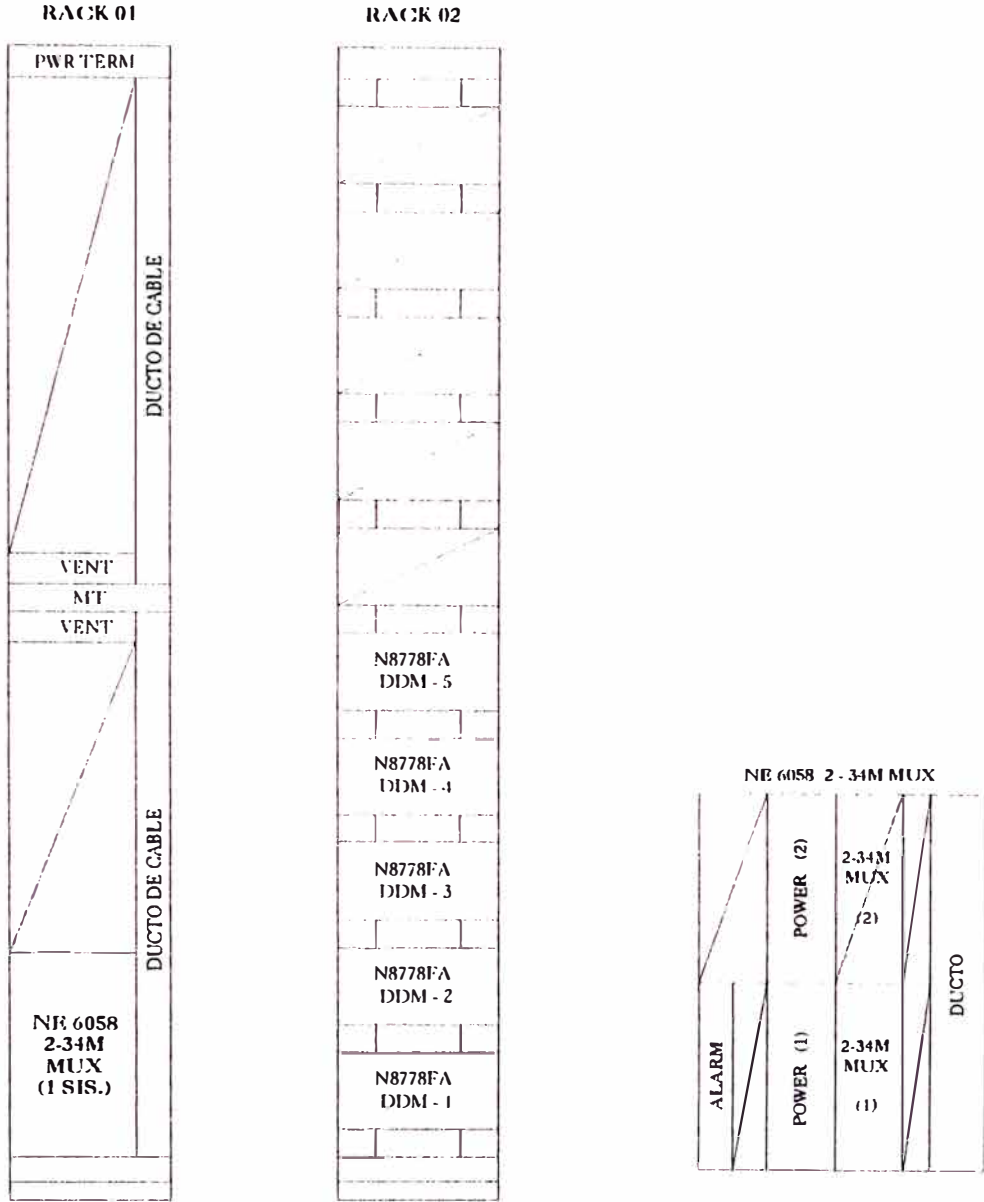 RACK 01
PWR TERM
DUCTO DE CABLE
VENT
MT
VENT
DUCTO DE CABLE
NE 6058
2-34M
MUX
(1 SIS.)
RACK 02
N8778FA
DDM - 5
N8778FA
DDM - 4
N8778FA
DDM - 3
N8778FA
DDM - 2
N8778FA
DDM - 1
NE 6058 2 - 34M MUX
POWER (2)
2-34M
MUX
(2)
ALARM
POWER (1)
2-34M
MUX
(1)
DUCTO